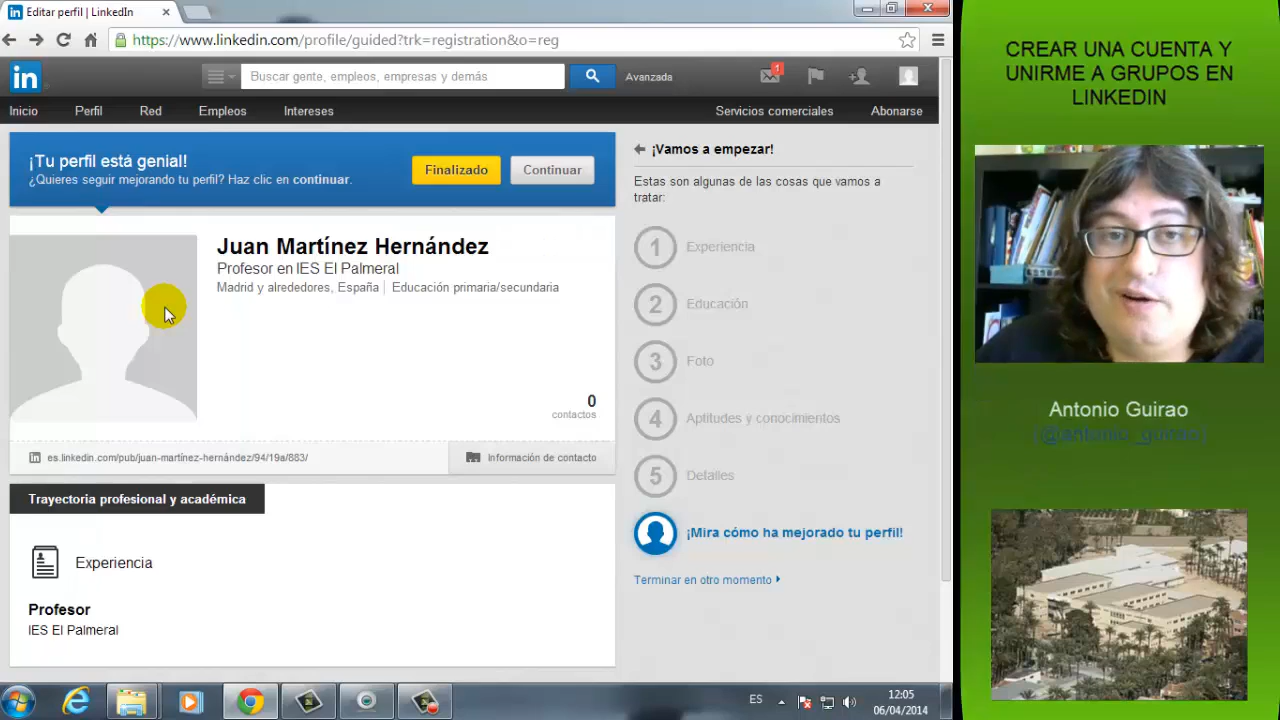 Editar perfil | LinkedIn
https://www.linkedin.com/profile/guided?trk=registration&o=reg
in
Buscar gente, empleos, empresas y demás
Avanzada
1
Inicio
Perfil
Red
Empleos
Intereses
Servicios comerciales
Abonarse
¡Tu perfil está genial!
¿Quieres seguir mejorando tu perfil? Haz clic en continuar.
Finalizado
Continuar
Juan Martínez Hernández
Profesor en IES El Palmeral
Madrid y alrededores, España
Educación primaria/secundaria
0
contactos
es.linkedin.com/pub/juan-martínez-hernández/94/19a/883/
Información de contacto
Trayectoria profesional y académica
Experiencia
Profesor
IES El Palmeral
¡Vamos a empezar!
Estas son algunas de las cosas que vamos a
tratar:
1 Experiencia
2 Educación
3 Foto
4 Aptitudes y conocimientos
5 Detalles
¡Mira cómo ha mejorado tu perfil!
Terminar en otro momento
ES
12:05
06/04/2014
CREAR UNA CUENTA Y
UNIRME A GRUPOS EN
LINKEDIN
Antonio Guirao
(@antonio_guirao)